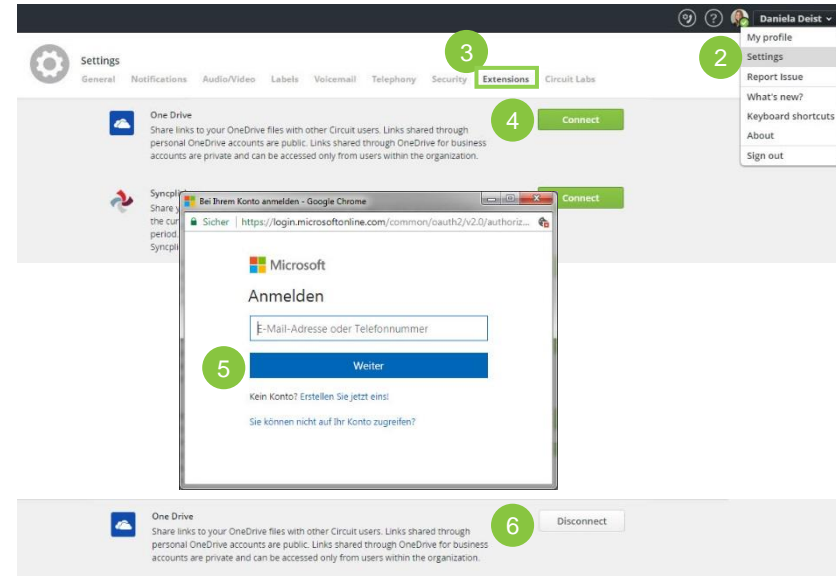 Daniela Deist
My profile
Settings
Report Issue
What's new?
Keyboard shortcuts
About
Sign out
2
3
Settings
General Notifications Audio/Video Labels Voicemail Telephony Security Extensions Circuit Labs
One Drive
Share links to your OneDrive files with other Circuit users. Links shared through
personal OneDrive accounts are public. Links shared through OneDrive for business
accounts are private and can be accessed only from users within the organization.
4
Connect
Syncpli
Share y
the cur
period.
Syncpli
Connect
Bei Ihrem Konto anmelden - Google Chrome
Sicher https://login.microsoftonline.com/common/oauth2/v2.0/authoriz...
Microsoft
Anmelden
E-Mail-Adresse oder Telefonnummer
5
Weiter
Kein Konto? Erstellen Sie jetzt eins!
Sie können nicht auf Ihr Konto zugreifen?
One Drive
Share links to your OneDrive files with other Circuit users. Links shared through
personal OneDrive accounts are public. Links shared through OneDrive for business
accounts are private and can be accessed only from users within the organization.
6
Disconnect